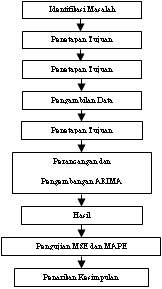 Identifikasi Masalah
Penetapan Tujuan
Penetapan Tujuan
Pengambilan Data
Penetapan Tujuan
Perancangan dan
Pengembangan ARIMA
Hasil
Pengujian MSE dan MAPE
Penarikan Kesimpulan